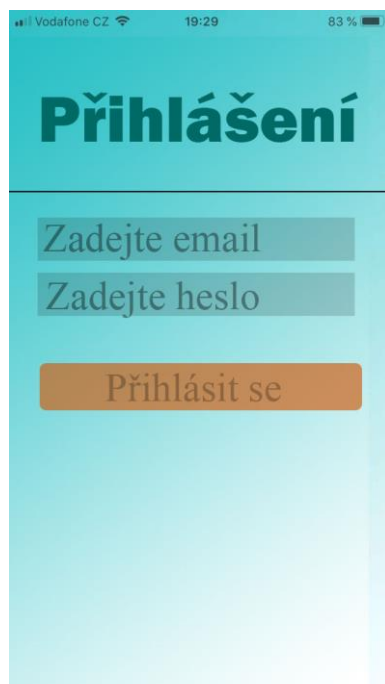 Vodafone CZ 19:29 83 %
Přihlášení
Zadejte email
Zadejte heslo
Přihlásit se